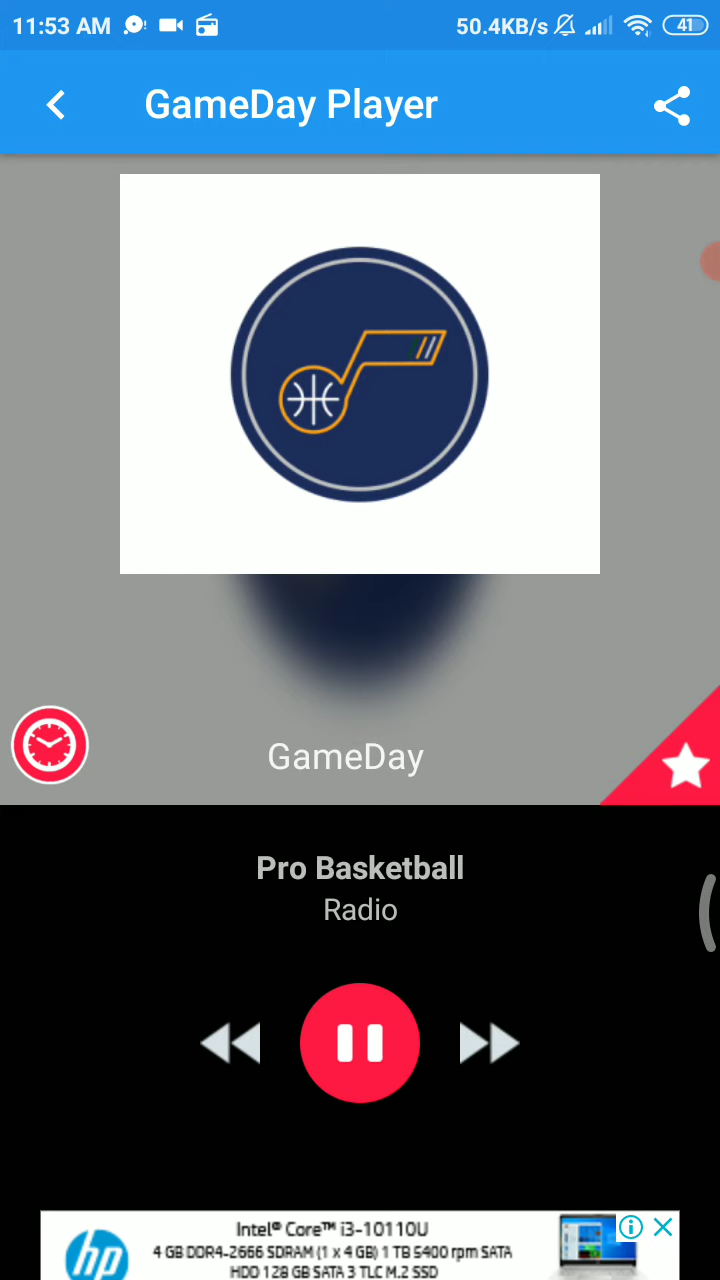 11:53 AM 50.4KB/s 41
GameDay Player
GameDay
Pro Basketball
Radio
Intel® Core™ i3-10110U
4 GB DDR4-2666 SDRAM (1 x 4 GB) 1 TB 5400 rpm SATA
HDD 128 GB SATA 3 TLC M.2 SSD
hp